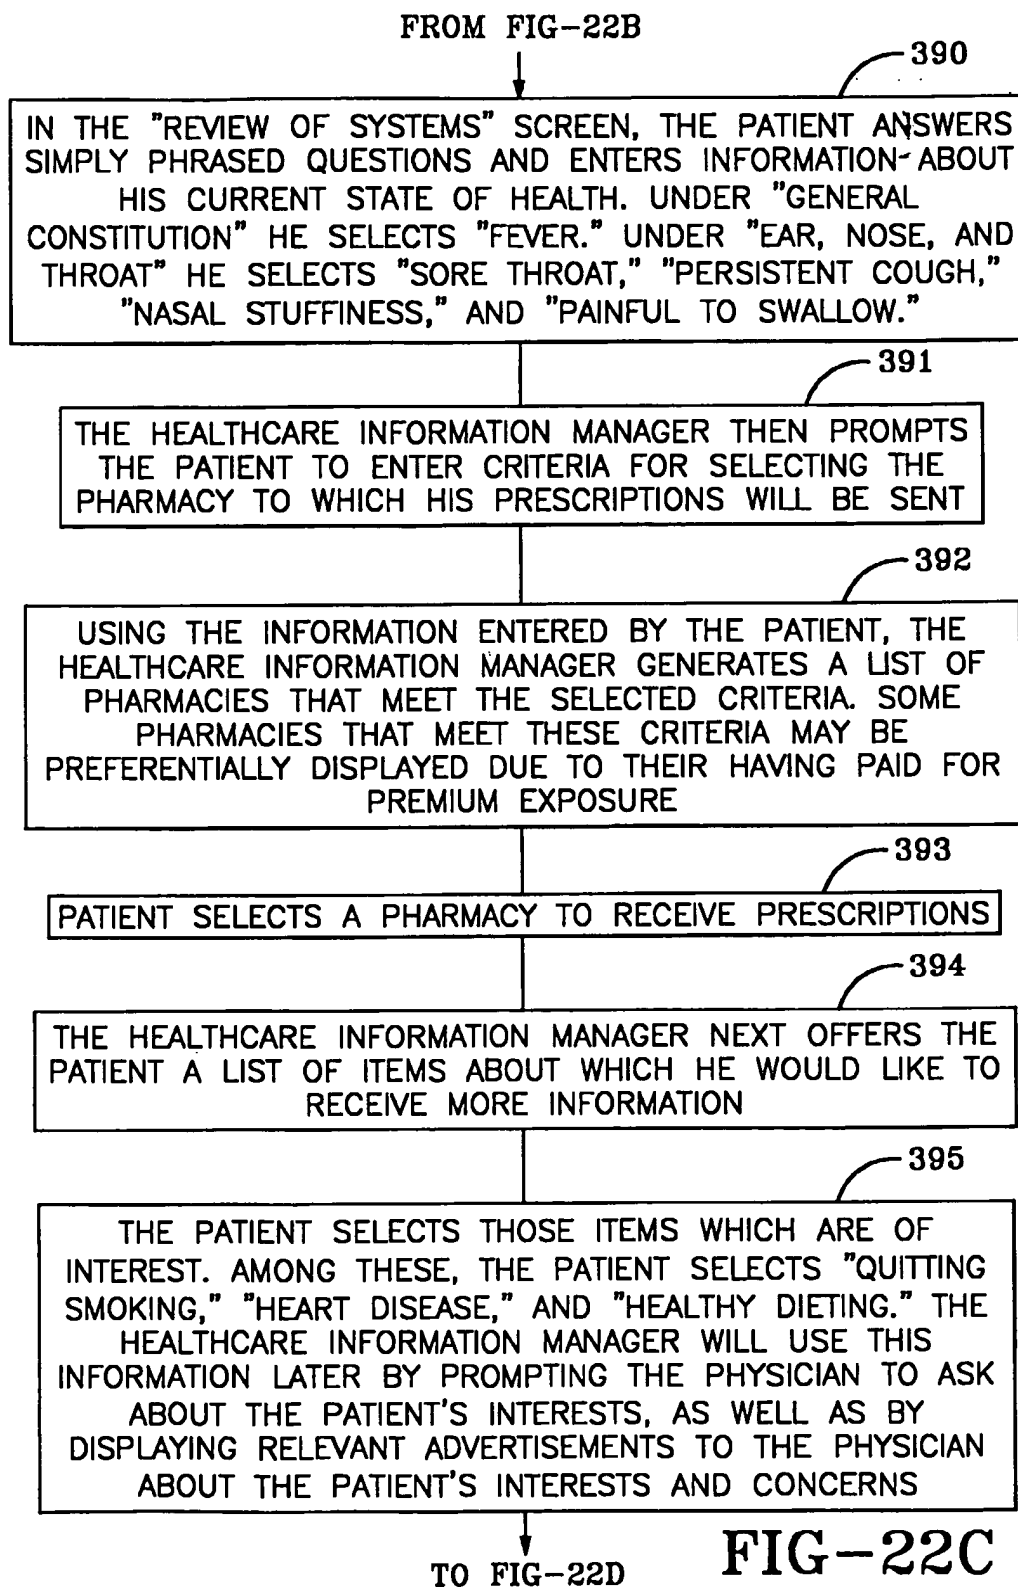 FROM FIG-22B
390
IN THE "REVIEW OF SYSTEMS" SCREEN, THE PATIENT ANSWERS
SIMPLY PHRASED QUESTIONS AND ENTERS INFORMATION-ABOUT
HIS CURRENT STATE OF HEALTH. UNDER "GENERAL
CONSTITUTION" HE SELECTS "FEVER." UNDER "EAR, NOSE, AND
THROAT" HE SELECTS "SORE THROAT," "PERSISTENT COUGH,"
"NASAL STUFFINESS," AND "PAINFUL TO SWALLOW."
391
THE HEALTHCARE INFORMATION MANAGER THEN PROMPTS
THE PATIENT TO ENTER CRITERIA FOR SELECTING THE
PHARMACY TO WHICH HIS PRESCRIPTIONS WILL BE SENT
392
USING THE INFORMATION ENTERED BY THE PATIENT, THE
HEALTHCARE INFORMATION MANAGER GENERATES A LIST OF
PHARMACIES THAT MEET THE SELECTED CRITERIA. SOME
PHARMACIES THAT MEET THESE CRITERIA MAY BE
PREFERENTIALLY DISPLAYED DUE TO THEIR HAVING PAID FOR
PREMIUM EXPOSURE
393
PATIENT SELECTS A PHARMACY TO RECEIVE PRESCRIPTIONS
394
THE HEALTHCARE INFORMATION MANAGER NEXT OFFERS THE
PATIENT A LIST OF ITEMS ABOUT WHICH HE WOULD LIKE TO
RECEIVE MORE INFORMATION
395
THE PATIENT SELECTS THOSE ITEMS WHICH ARE OF
INTEREST. AMONG THESE, THE PATIENT SELECTS "QUITTING
SMOKING," "HEART DISEASE," AND "HEALTHY DIETING." THE
HEALTHCARE INFORMATION MANAGER WILL USE THIS
INFORMATION LATER BY PROMPTING THE PHYSICIAN TO ASK
ABOUT THE PATIENT'S INTERESTS, AS WELL AS BY
DISPLAYING RELEVANT ADVERTISEMENTS TO THE PHYSICIAN
ABOUT THE PATIENT'S INTERESTS AND CONCERNS
TO FIG-22D
FIG-22C